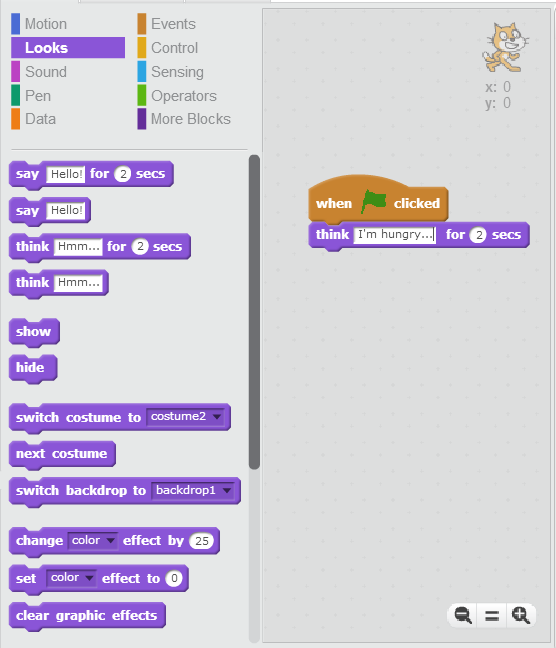 Motion
Looks
Sound
Pen
Data
Events
Control
Sensing
Operators
More Blocks
say Hello! for 2 secs
say Hello!
think Hmm... for 2 secs
think Hmm...
show
hide
switch costume to costume2
next costume
switch backdrop to backdrop1
change color effect by 25
set color effect to 0
clear graphic effects
x: 0
y: 0
when clicked
think I'm hungry... for 2 secs